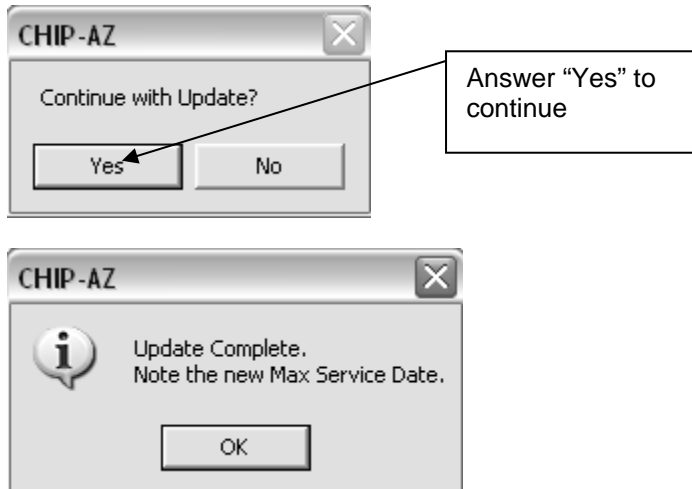 CHIP-AZ
Continue with Update?
Yes
No
Answer “Yes” to
continue
CHIP-AZ
Update Complete.
Note the new Max Service Date.
OK